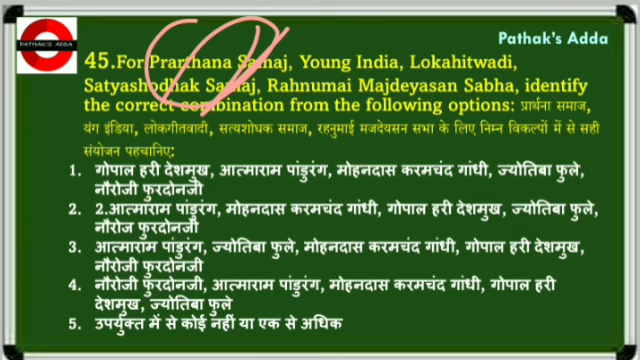 PATHAK'S ADDA
Pathak's Adda
45.For Prarthana Samaj, Young India, Lokahitwadi,
Satyashodhak Samaj, Rahnumai Majdeyasan Sabha, identify
the correct combination from the following options: प्रार्थना समाज,
यंग इंडिया, लोकगीतवादी, सत्यशोधक समाज, रहनुमाई मजदेयसन सभा के लिए निम्न विकल्पों में से सही
संयोजन पहचानिए:
1. गोपाल हरी देशमुख, आत्माराम पांडुरंग, मोहनदास करमचंद गांधी, ज्योतिबा फुले,
नौरोजी फुरदोनजी
2. 2.आत्माराम पांडुरंग, मोहनदास करमचंद गांधी, गोपाल हरी देशमुख, ज्योतिबा फुले,
नौरोज फुरदोनजी
3. आत्माराम पांडुरंग, ज्योतिबा फुले, मोहनदास करमचंद गांधी, गोपाल हरी देशमुख,
नौरोजी फुरदोनजी
4. नौरोजी फुरदोनजी, आत्माराम पांडुरंग, मोहनदास करमचंद गांधी, गोपाल हरी
देशमुख, ज्योतिबा फुले
5. उपर्युक्त में से कोई नहीं या एक से अधिक